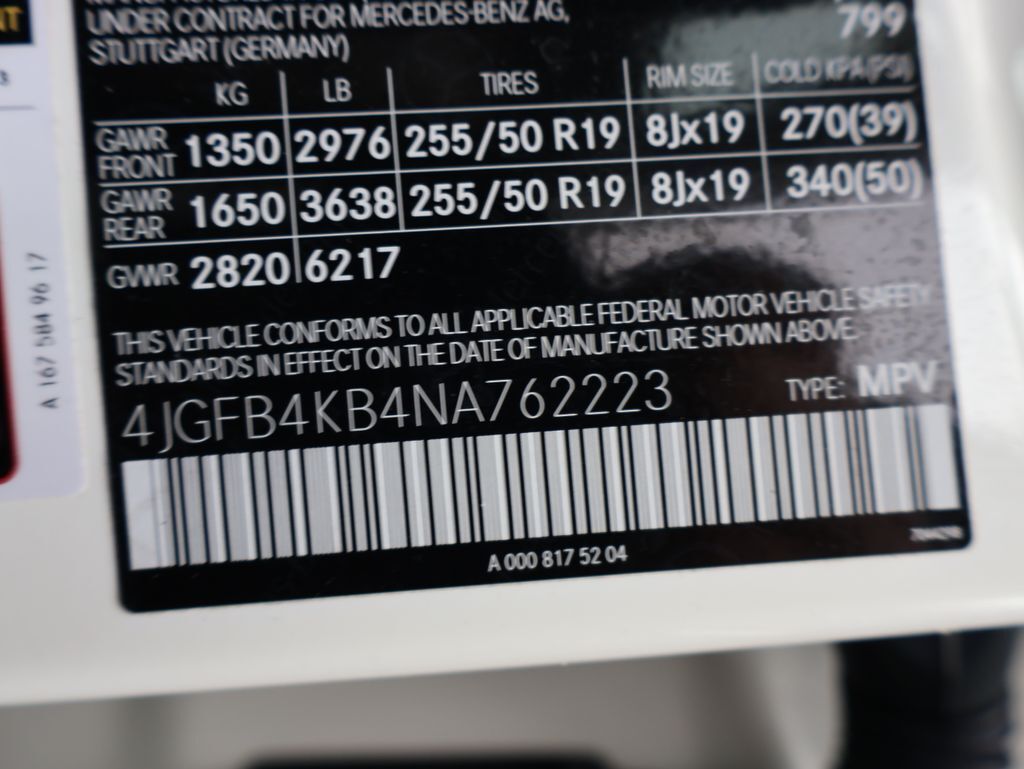 UNDER CONTRACT FOR MERCEDES-BENZ AG,
STUTTGART (GERMANY)
799
KG LB TIRES RIM SIZE COLD KPA (PSI)
GAWR FRONT 1350 2976 255/50 R19 8Jx19 270(39)
GAWR REAR 1650 3638 255/50 R19 8Jx19 340(50)
GVWR 2820 6217
THIS VEHICLE CONFORMS TO ALL APPLICABLE FEDERAL MOTOR VEHICLE SAFETY
STANDARDS IN EFFECT ON THE DATE OF MANUFACTURE SHOWN ABOVE.
4JGFB4KB4NA762223 TYPE: MPV
A 000 817 52 04
A 167 584 96 17